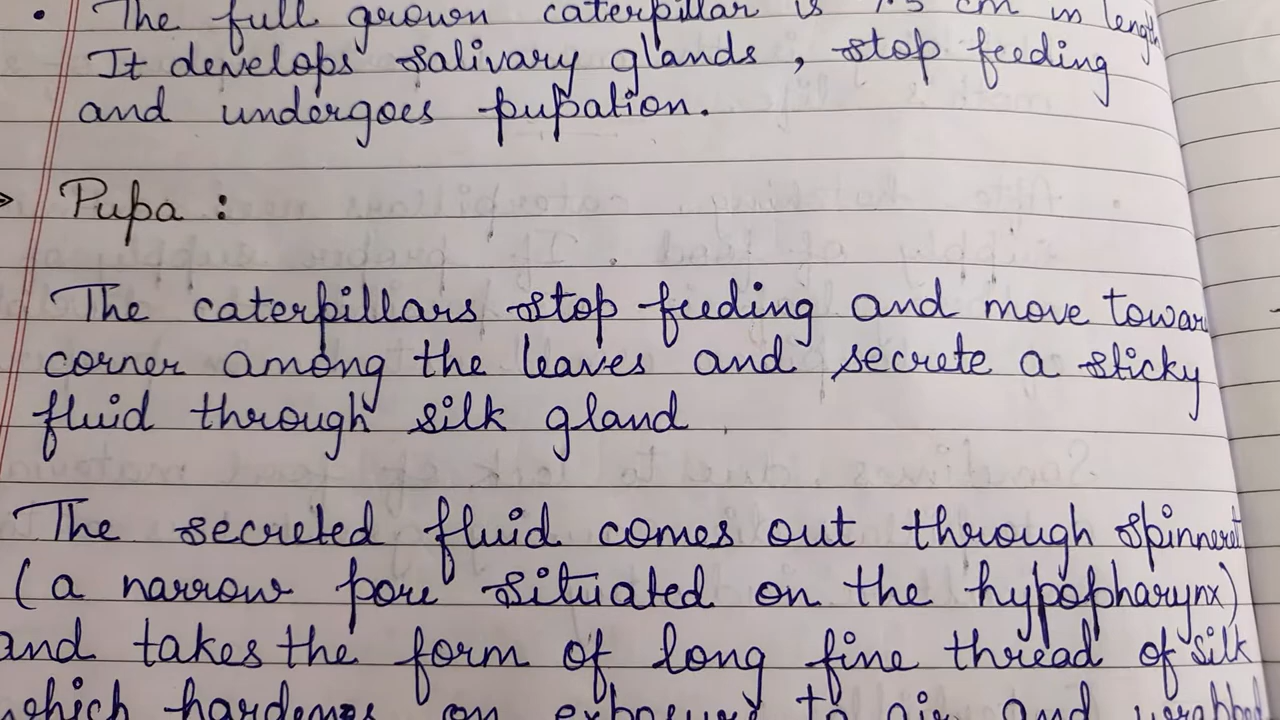 • The full grown caterpillar is 7.5 cm in length
It develops salivary glands, stop feeding
and undergoes pupation.
Pupa :
The caterpillars stop feeding and move towar
corner among the leaves and secrete a sticky
fluid through silk gland
The secreted fluid comes out through spinneret
(a narrow pore situated on the hypopharynx)
and takes the form of long fine thread of silk
which hardenes on exposure to air and